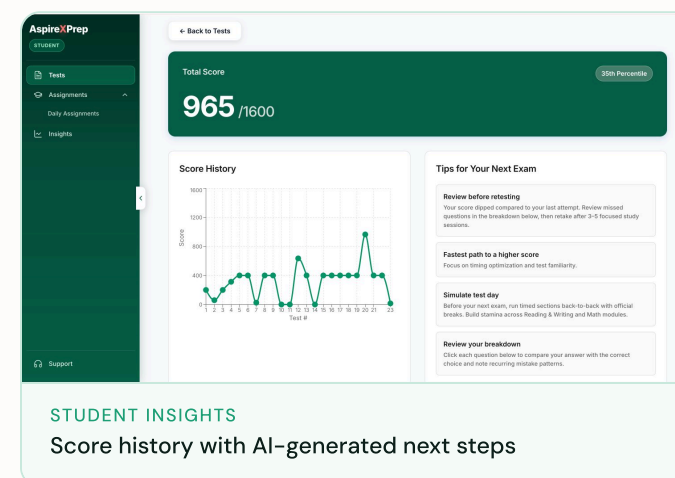 AspireXPrep
STUDENT
Tests
Assignments
Daily Assignments
Insights
Support
← Back to Tests
Total Score
35th Percentile
965 /1600
Score History
1600
1200
800
400
0
Score
1 2 3 4 5 6 7 8 9 10 11 12 13 14 15 16 17 18 19 20 21 23
Test #
Tips for Your Next Exam
Review before retesting
Your score dipped compared to your last attempt. Review missed
questions in the breakdown below, then retake after 3–5 focused study
sessions.
Fastest path to a higher score
Focus on timing optimization and test familiarity.
Simulate test day
Before your next exam, run timed sections back-to-back with official
breaks. Build stamina across Reading & Writing and Math modules.
Review your breakdown
Click each question below to compare your answer with the correct
choice and note recurring mistake patterns.
STUDENT INSIGHTS
Score history with AI-generated next steps